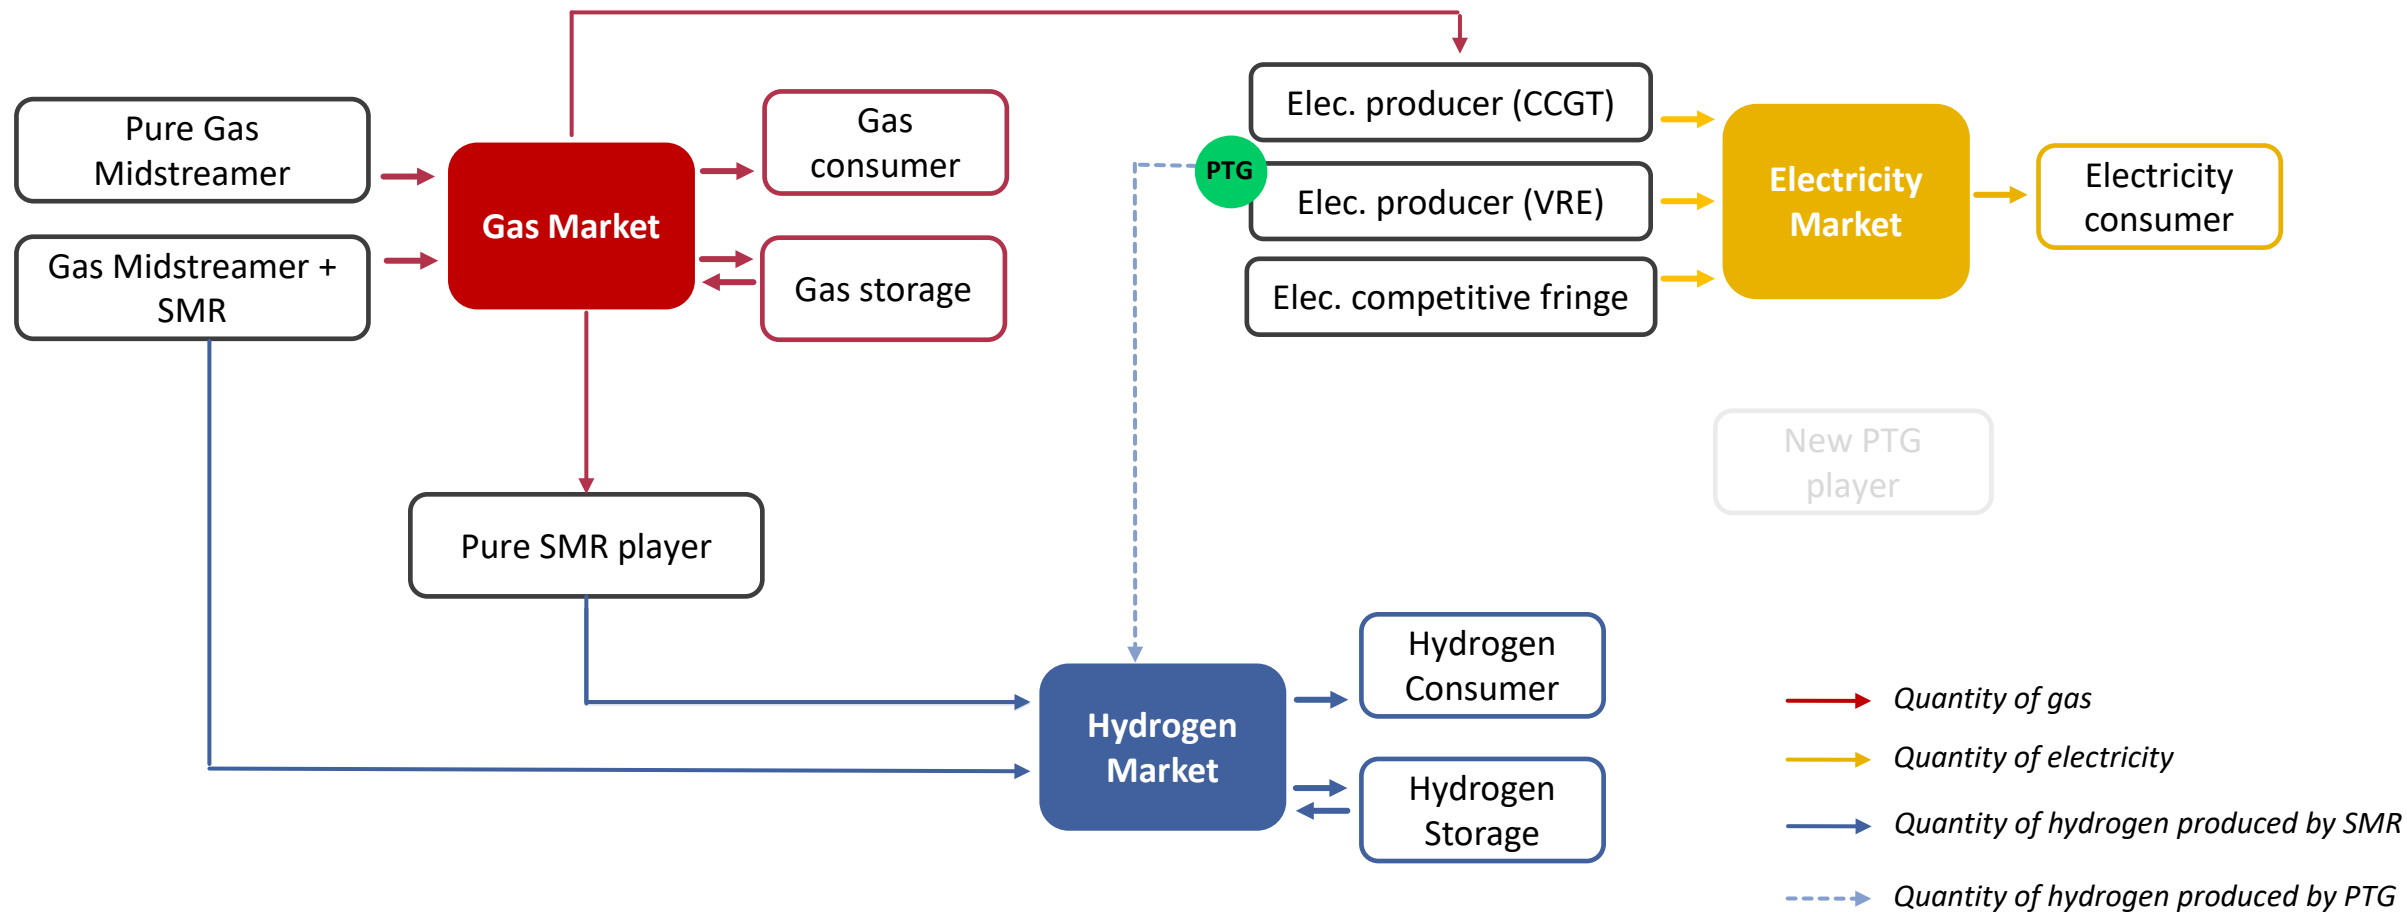 Pure Gas
Midstreamer
Gas Midstreamer +
SMR
Gas Market
Gas
consumer
Gas storage
Pure SMR player
Elec. producer (CCGT)
PTG
Elec. producer (VRE)
Elec. competitive fringe
Electricity
Market
Electricity
consumer
New PTG
player
Hydrogen
Market
Hydrogen
Consumer
Hydrogen
Storage
Quantity of gas
Quantity of electricity
Quantity of hydrogen produced by SMR
Quantity of hydrogen produced by PTG